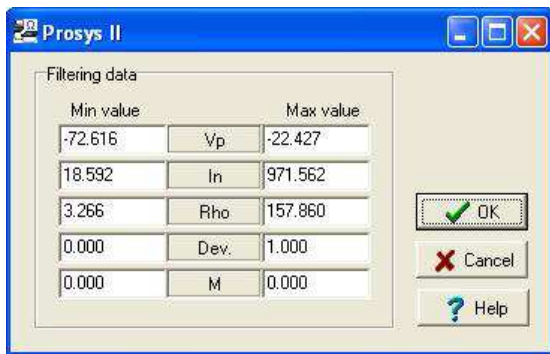 Prosys II
Filtering data
Min value Max value
-72.616 Vp -22.427
18.592 In 971.562
3.266 Rho 157.860
0.000 Dev. 1.000
0.000 M 0.000
OK
Cancel
Help